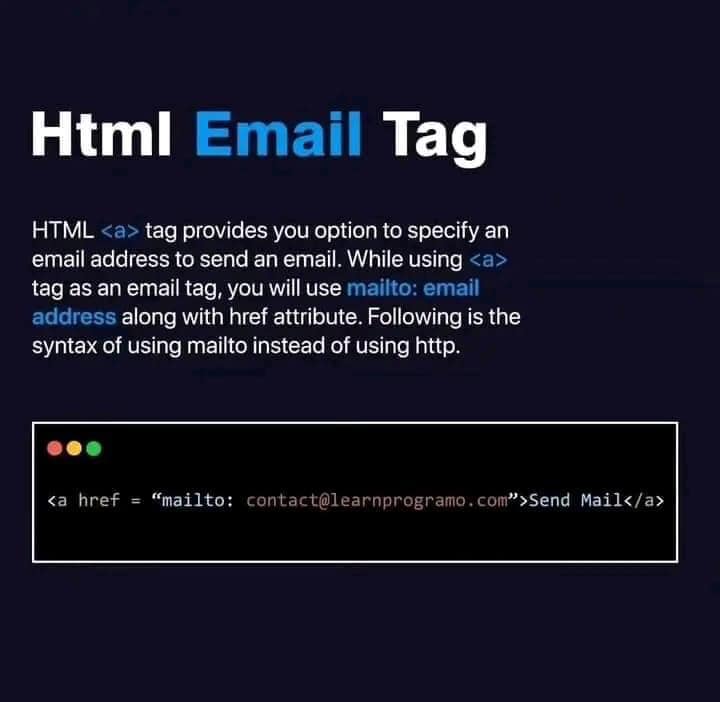 Html Email Tag
HTML <a> tag provides you option to specify an
email address to send an email. While using <a>
tag as an email tag, you will use mailto: email
address along with href attribute. Following is the
syntax of using mailto instead of using http.
<a href = “mailto: contact@learnprogramo.com”>Send Mail</a>